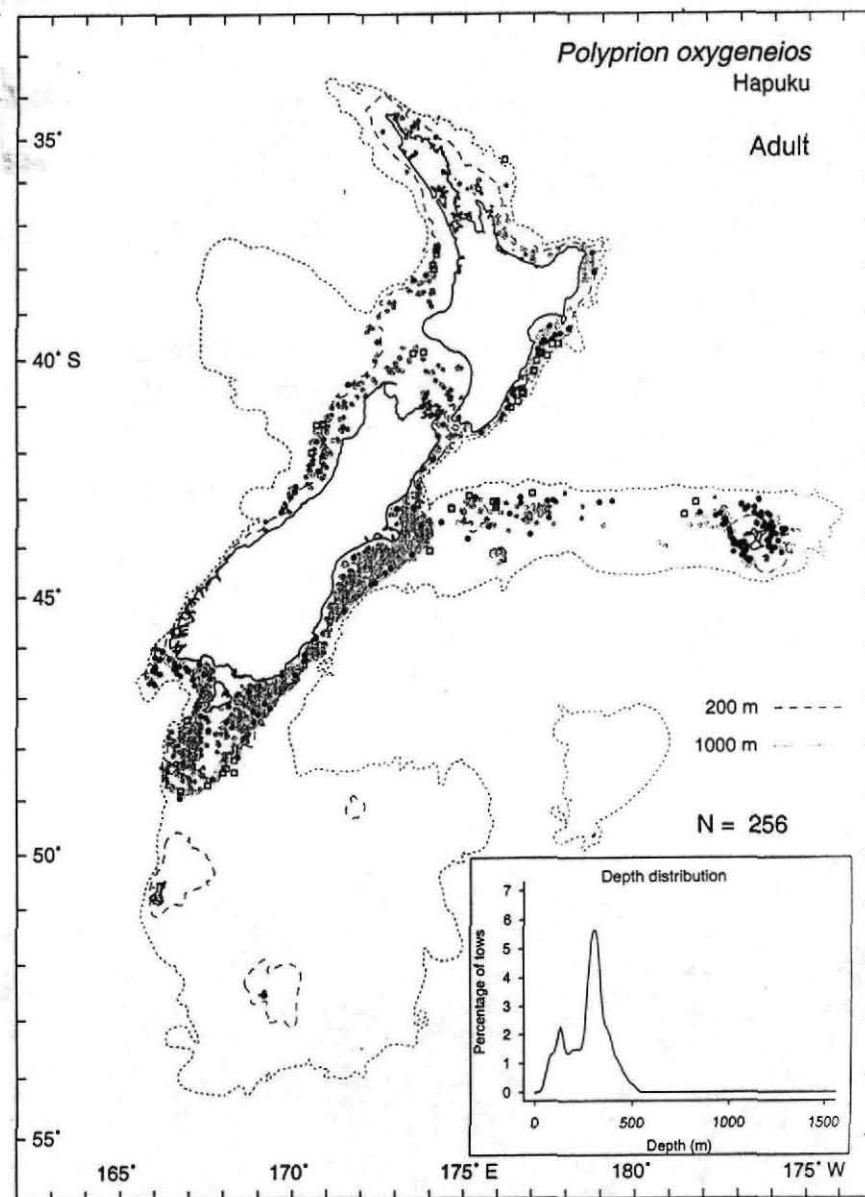 Polyprion oxygeneios
Hapuku
Adult
35°
40° S
45°
50°
55°
200 m
1000 m
N = 256
Depth distribution
Percentage of tows
7
6
5
4
3
2
1
0
0 500 1000 1500
Depth (m)
165° 170° 175° E 180° 175° W